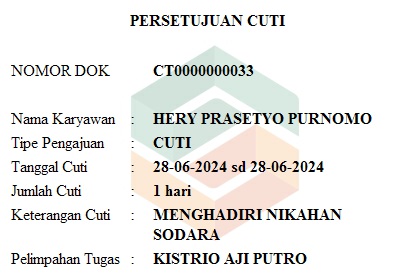 PERSETUJUAN CUTI
NOMOR DOK CT0000000033
Nama Karyawan : HERY PRASETYO PURNOMO
Tipe Pengajuan : CUTI
Tanggal Cuti : 28-06-2024 sd 28-06-2024
Jumlah Cuti : 1 hari
Keterangan Cuti : MENGHADIRI NIKAHAN
SODARA
Pelimpahan Tugas : KISTRIO AJI PUTRO